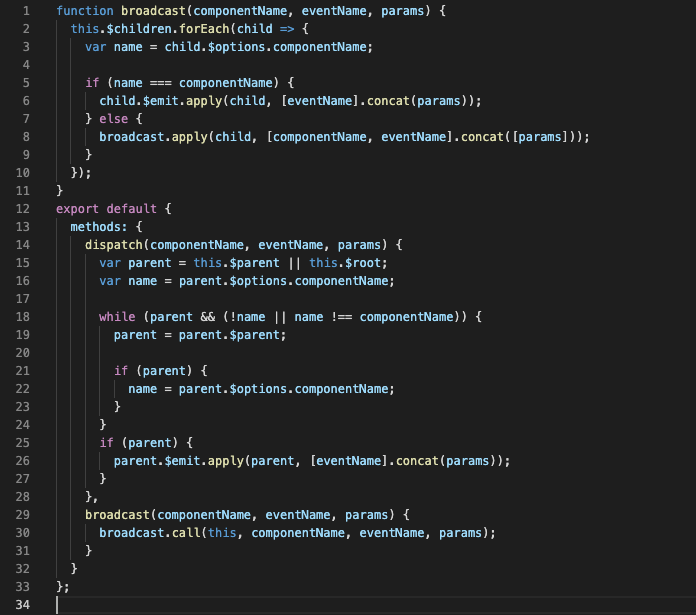 1 function broadcast(componentName, eventName, params) {
2   this.$children.forEach(child => {
3     var name = child.$options.componentName;
4
5     if (name === componentName) {
6       child.$emit.apply(child, [eventName].concat(params));
7     } else {
8       broadcast.apply(child, [componentName, eventName].concat([params]));
9     }
10   });
11 }
12 export default {
13   methods: {
14     dispatch(componentName, eventName, params) {
15       var parent = this.$parent || this.$root;
16       var name = parent.$options.componentName;
17
18       while (parent && (!name || name !== componentName)) {
19         parent = parent.$parent;
20
21         if (parent) {
22           name = parent.$options.componentName;
23         }
24       }
25       if (parent) {
26         parent.$emit.apply(parent, [eventName].concat(params));
27       }
28     },
29     broadcast(componentName, eventName, params) {
30       broadcast.call(this, componentName, eventName, params);
31     }
32   }
33 };
34